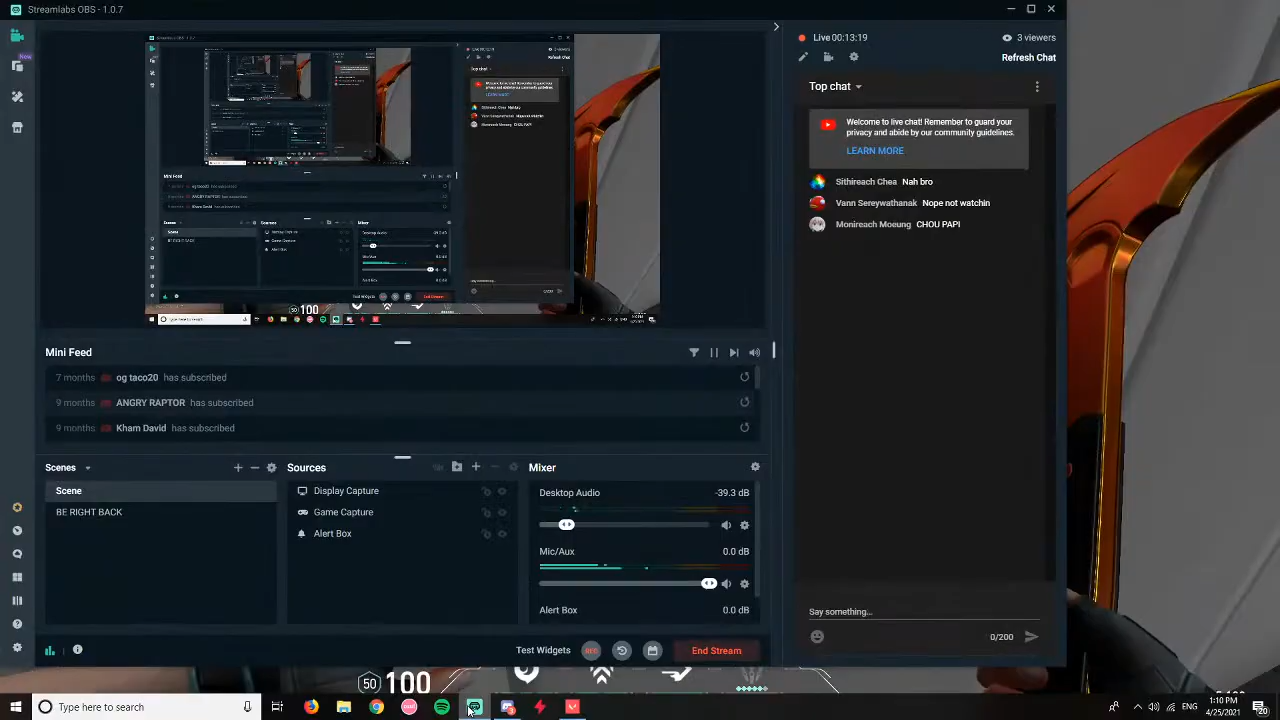 Streamlabs OBS - 1.0.7
New
Live 00:13:19
3 viewers
Refresh Chat
Top chat
Welcome to live chat! Remember to guard your
privacy and abide by our community guidelines.
LEARN MORE
Sithireach Chea Nah bro
Vann Sereywathanak Nope not watchin
Monireach Moeung CHOU PAPI
Mini Feed
7 months og taco20 has subscribed
9 months ANGRY RAPTOR has subscribed
9 months Kham David has subscribed
Scenes
Scene
BE RIGHT BACK
Sources
Display Capture
Game Capture
Alert Box
Mixer
Desktop Audio -39.3 dB
Mic/Aux 0.0 dB
Alert Box 0.0 dB
Say something...
0/200
Test Widgets
REC
End Stream
50 100
Type here to search
ENG
1:10 PM
4/25/2021
20